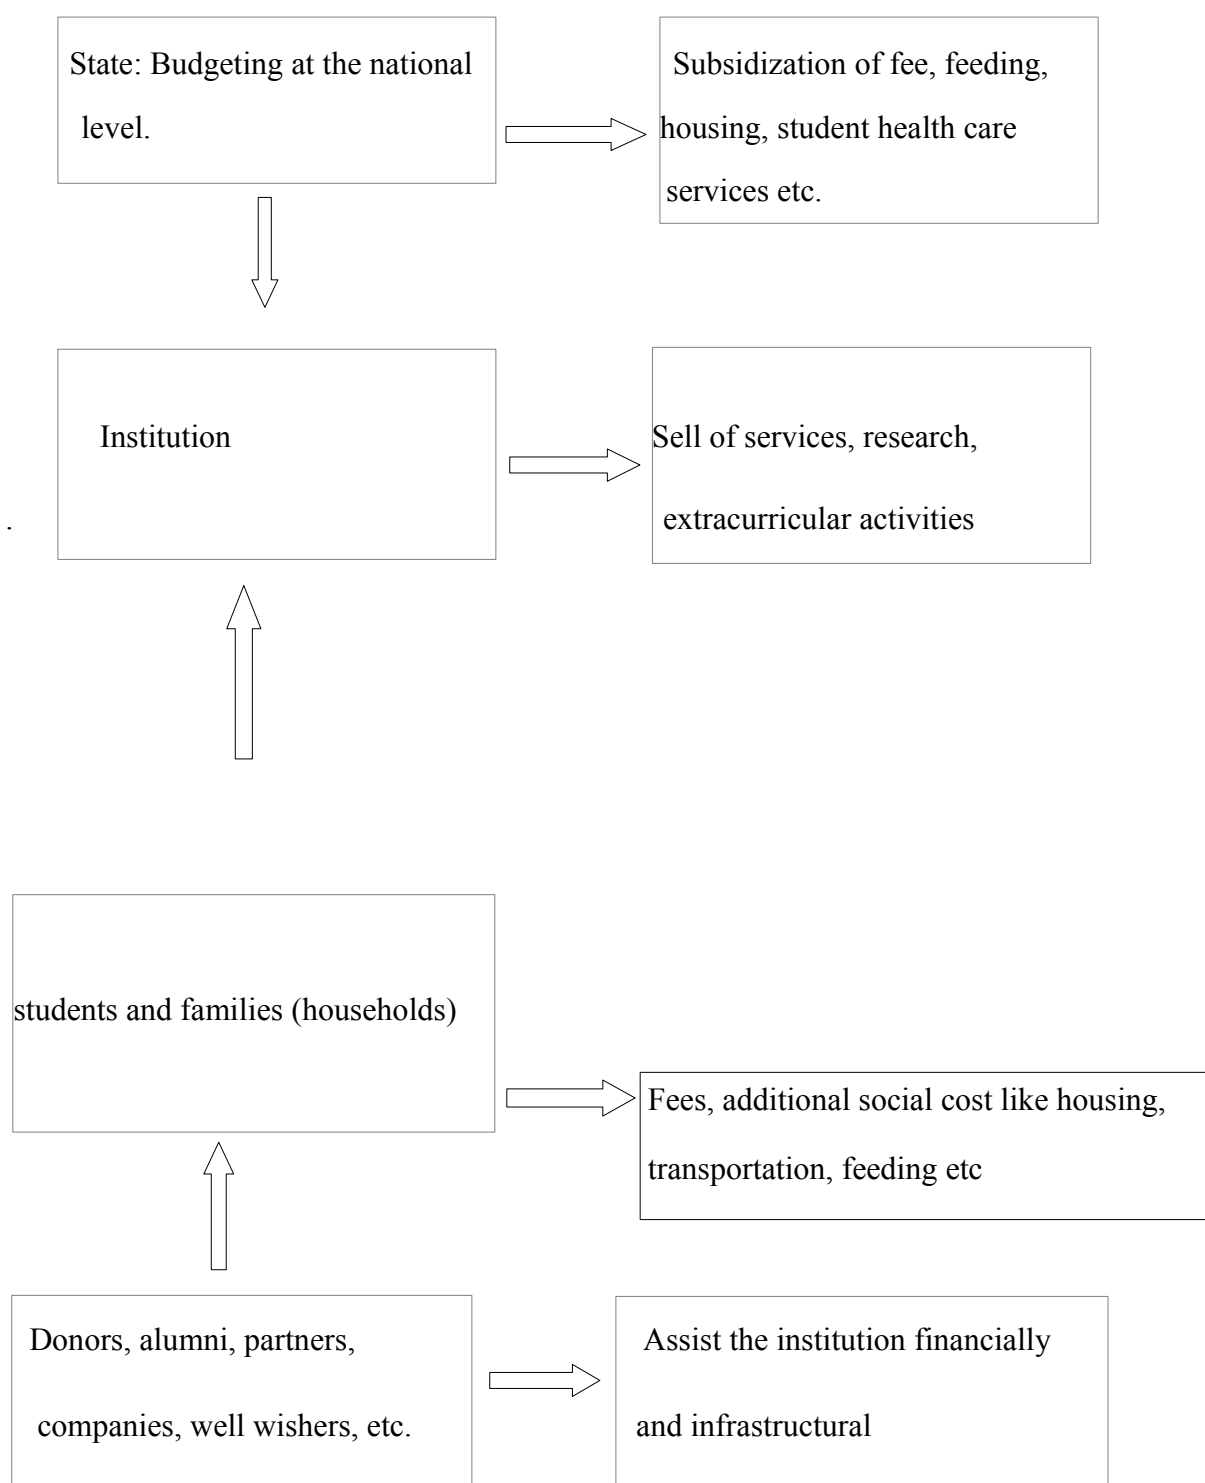 State: Budgeting at the national
level.
Subsidization of fee, feeding,
housing, student health care
services etc.
Institution
Sell of services, research,
extracurricular activities
.
students and families (households)
Fees, additional social cost like housing,
transportation, feeding etc
Donors, alumni, partners,
companies, well wishers, etc.
Assist the institution financially
and infrastructural